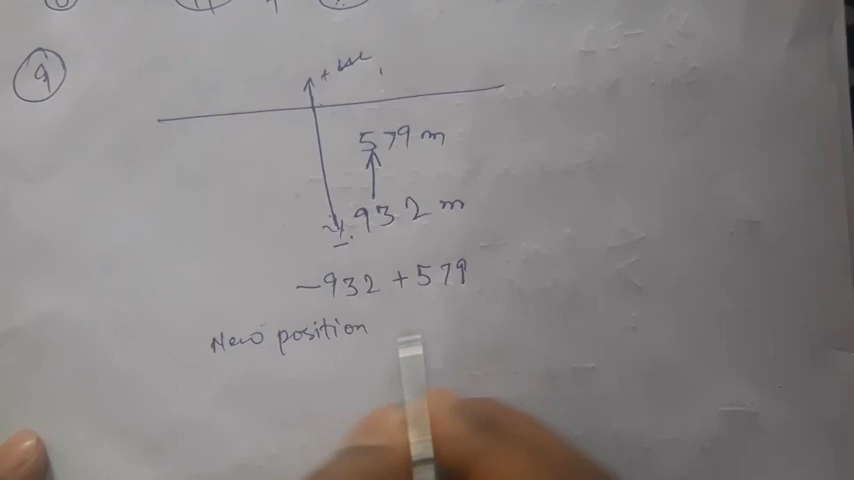 9
+ve
579 m
-932 m
-932 + 579
New position